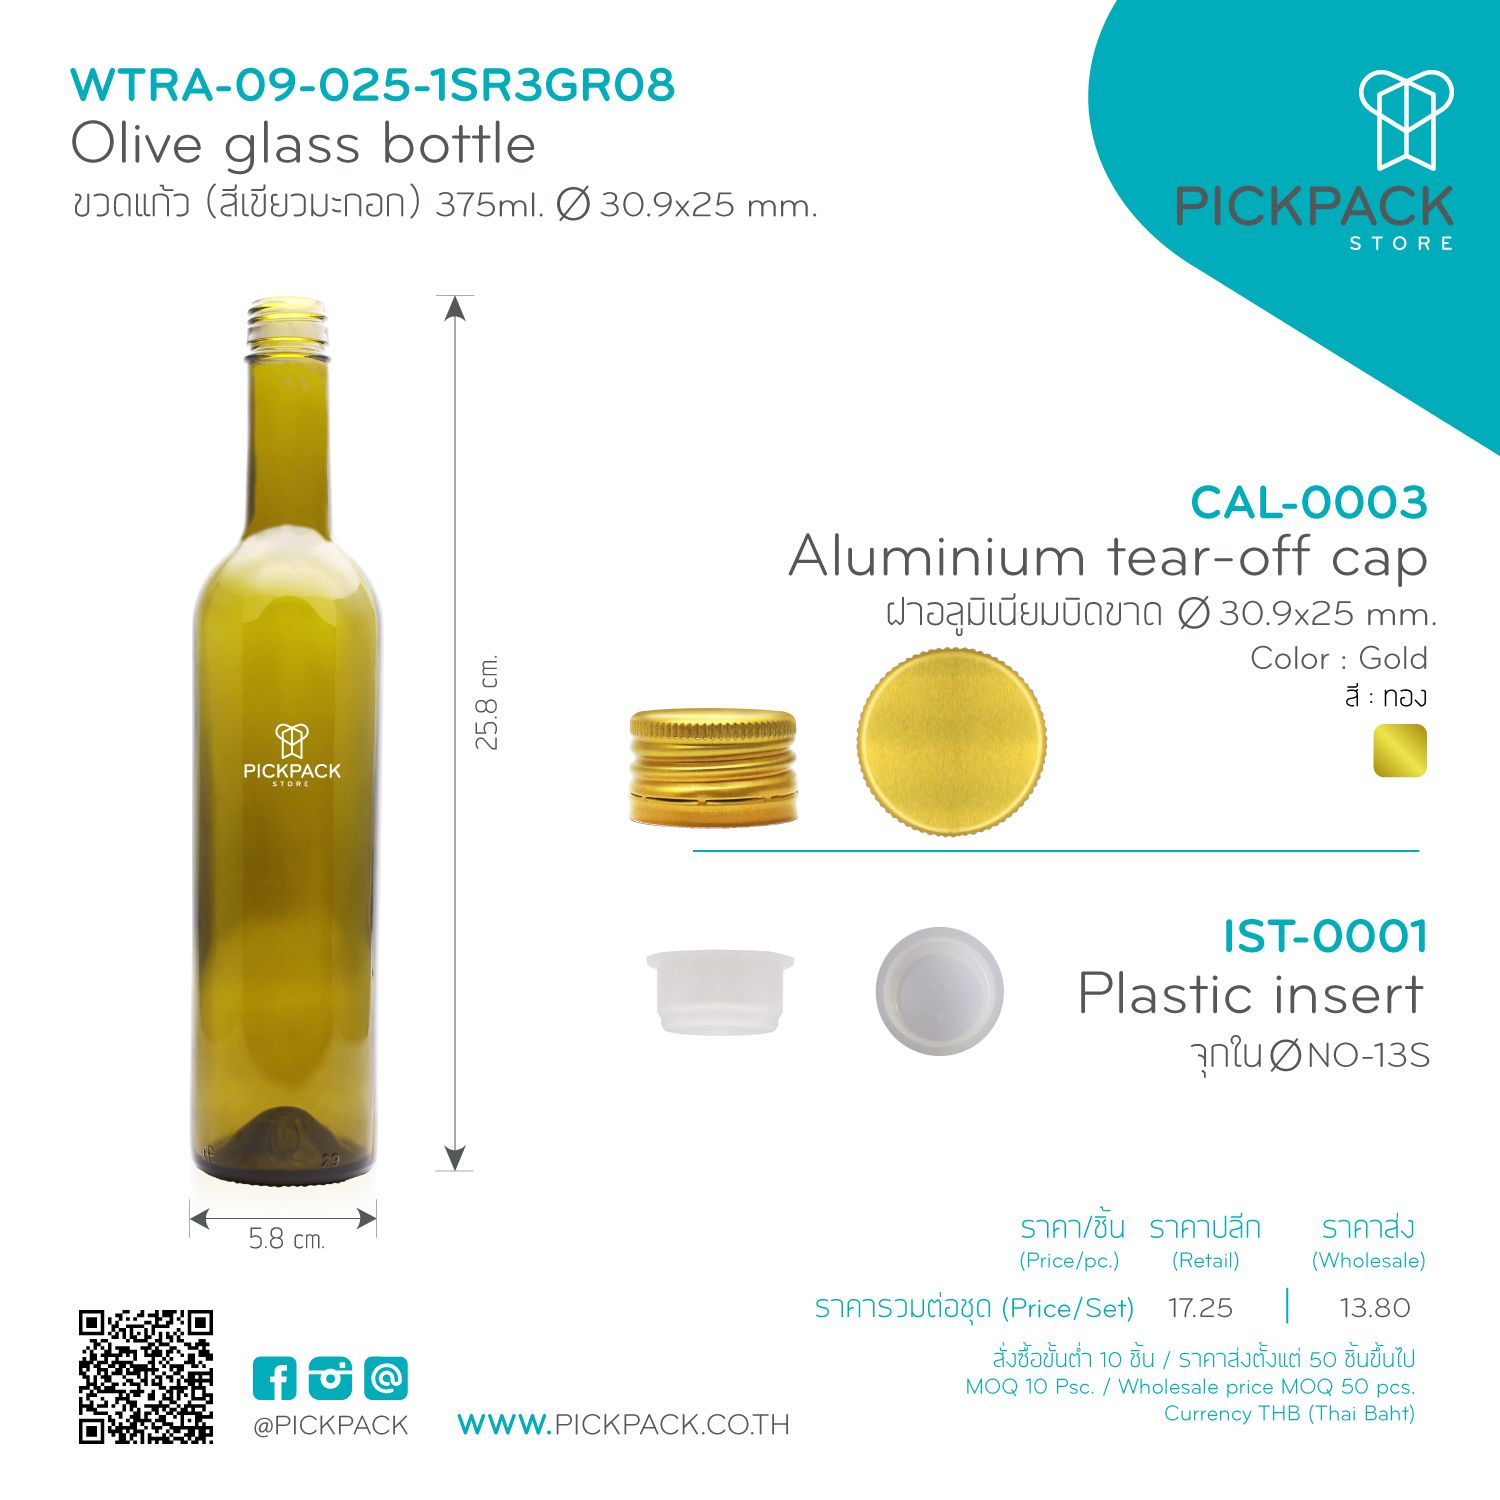 WTRA-09-025-1SR3GR08
Olive glass bottle
ขวดแก้ว (สีเขียวมะกอก) 375ml. Ø 30.9x25 mm.
PICKPACK
STORE
25.8 cm.
PICKPACK
STORE
29
5.8 cm.
CAL-0003
Aluminium tear-off cap
ฝาอลูมิเนียมบิดขาด Ø 30.9x25 mm.
Color : Gold
สี : ทอง
IST-0001
Plastic insert
จุกใน Ø NO-13S
ราคา/ชิ้น ราคาปลีก ราคาส่ง
(Price/pc.) (Retail) (Wholesale)
ราคารวมต่อชุด (Price/Set) 17.25 | 13.80
สั่งซื้อขั้นต่ำ 10 ชิ้น / ราคาส่งตั้งแต่ 50 ชิ้นขึ้นไป
MOQ 10 Psc. / Wholesale price MOQ 50 pcs.
Currency THB (Thai Baht)
@PICKPACK
WWW.PICKPACK.CO.TH